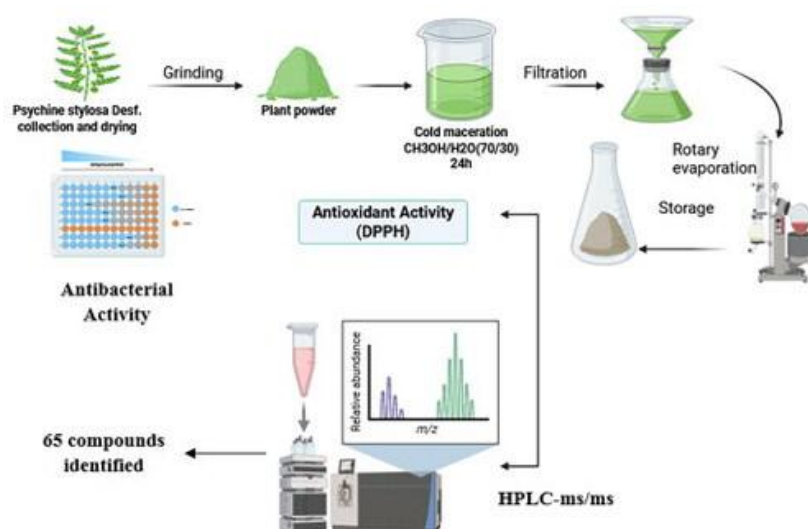 Grinding
Filtration
Psychine stylosa Desf.
collection and drying
Plant powder
Cold maceration
CH3OH/H2O(70/30)
24h
Rotary
evaporation
Storage
Antioxidant Activity
(DPPH)
Antibacterial
Activity
Relative abundance
m/z
65 compounds
identified
HPLC-ms/ms